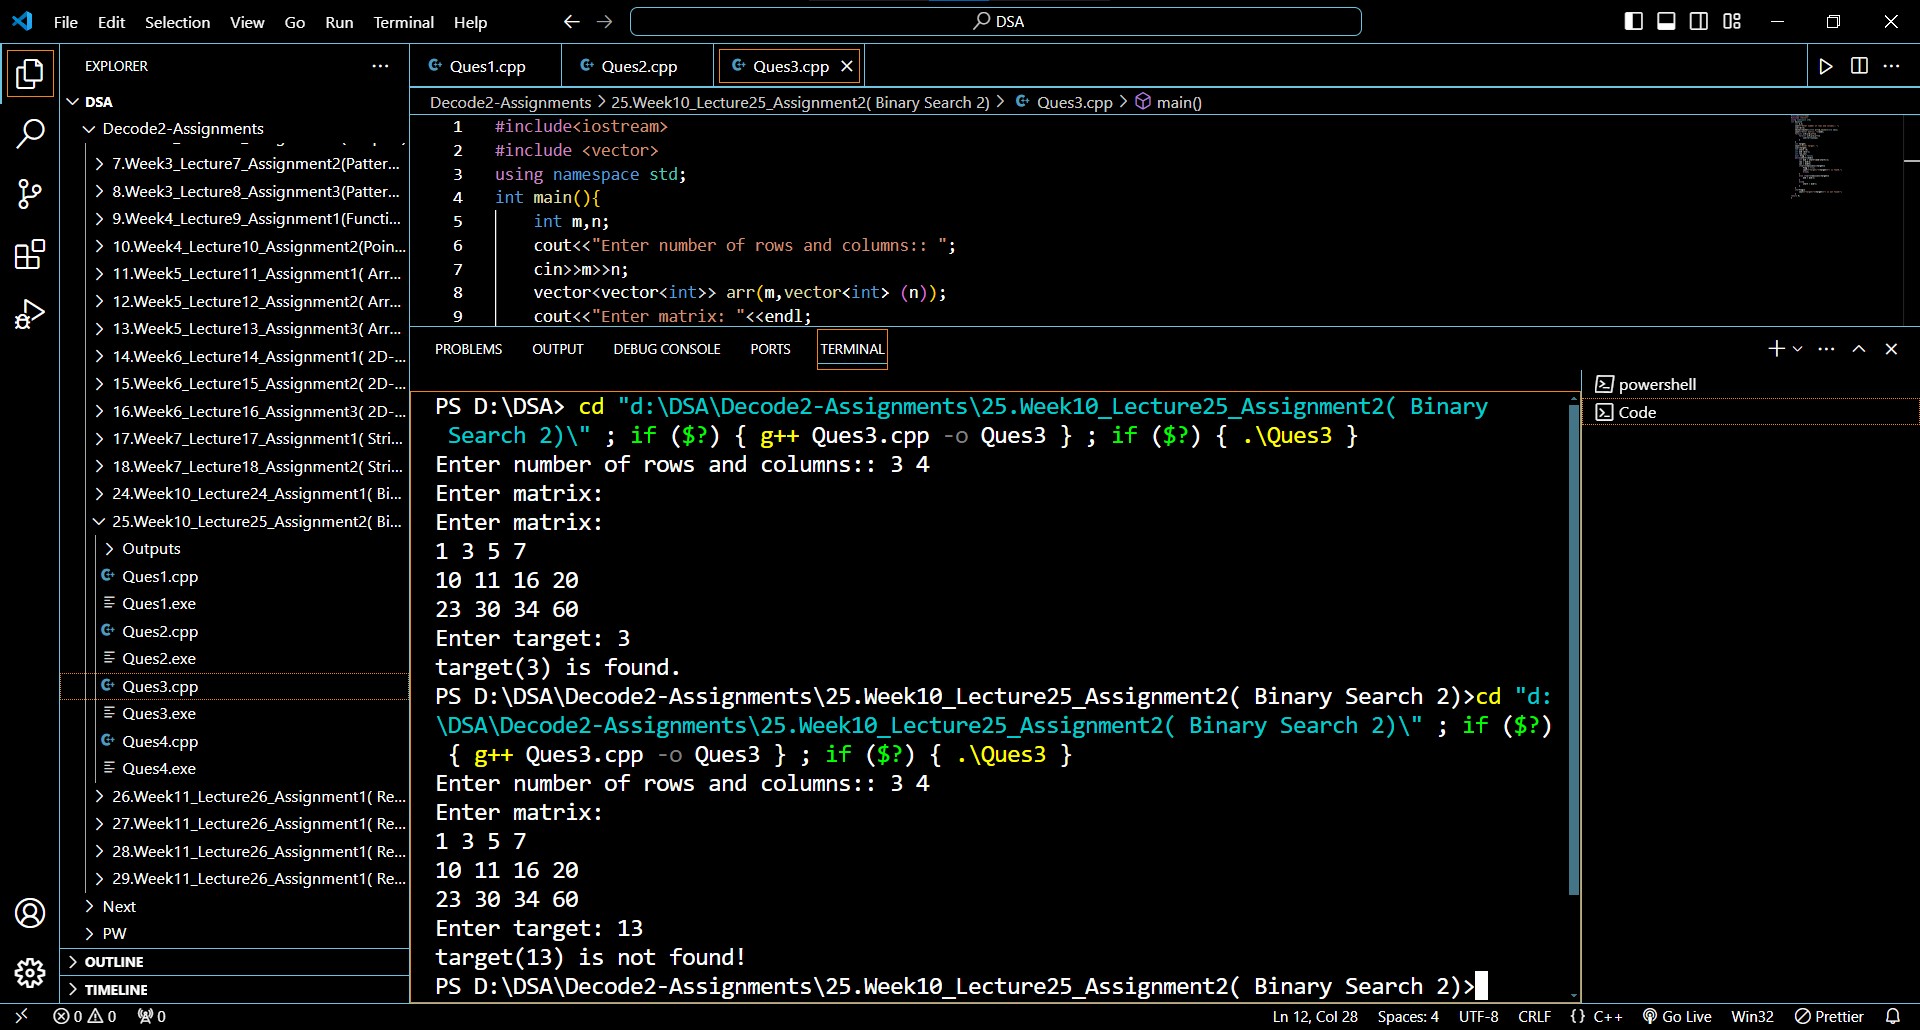 File Edit Selection View Go Run Terminal Help
DSA
EXPLORER
DSA
Decode2-Assignments
7.Week3_Lecture7_Assignment2(Patter...
8.Week3_Lecture8_Assignment3(Patter...
9.Week4_Lecture9_Assignment1(Functi...
10.Week4_Lecture10_Assignment2(Poin...
11.Week5_Lecture11_Assignment1( Arr...
12.Week5_Lecture12_Assignment2( Arr...
13.Week5_Lecture13_Assignment3( Arr...
14.Week6_Lecture14_Assignment1( 2D-...
15.Week6_Lecture15_Assignment2( 2D-...
16.Week6_Lecture16_Assignment3( 2D-...
17.Week7_Lecture17_Assignment1( Stri...
18.Week7_Lecture18_Assignment2( Stri...
24.Week10_Lecture24_Assignment1( Bi...
25.Week10_Lecture25_Assignment2( Bi...
Outputs
Ques1.cpp
Ques1.exe
Ques2.cpp
Ques2.exe
Ques3.cpp
Ques3.exe
Ques4.cpp
Ques4.exe
26.Week11_Lecture26_Assignment1( Re...
27.Week11_Lecture26_Assignment1( Re...
28.Week11_Lecture26_Assignment1( Re...
29.Week11_Lecture26_Assignment1( Re...
Next
PW
OUTLINE
TIMELINE
Ques1.cpp Ques2.cpp Ques3.cpp
Decode2-Assignments > 25.Week10_Lecture25_Assignment2( Binary Search 2) > Ques3.cpp > main()
1 #include<iostream>
2 #include <vector>
3 using namespace std;
4 int main(){
5 int m,n;
6 cout<<"Enter number of rows and columns:: ";
7 cin>>m>>n;
8 vector<vector<int>> arr(m,vector<int> (n));
9 cout<<"Enter matrix: "<<endl;
PROBLEMS OUTPUT DEBUG CONSOLE PORTS TERMINAL
PS D:\DSA> cd "d:\DSA\Decode2-Assignments\25.Week10_Lecture25_Assignment2( Binary
Search 2)\" ; if ($?) { g++ Ques3.cpp -o Ques3 } ; if ($?) { .\Ques3 }
Enter number of rows and columns:: 3 4
Enter matrix:
Enter matrix:
1 3 5 7
10 11 16 20
23 30 34 60
Enter target: 3
target(3) is found.
PS D:\DSA\Decode2-Assignments\25.Week10_Lecture25_Assignment2( Binary Search 2)>cd "d:
\DSA\Decode2-Assignments\25.Week10_Lecture25_Assignment2( Binary Search 2)\" ; if ($?)
{ g++ Ques3.cpp -o Ques3 } ; if ($?) { .\Ques3 }
Enter number of rows and columns:: 3 4
Enter matrix:
1 3 5 7
10 11 16 20
23 30 34 60
Enter target: 13
target(13) is not found!
PS D:\DSA\Decode2-Assignments\25.Week10_Lecture25_Assignment2( Binary Search 2)>
powershell
Code
0 0 0
Ln 12, Col 28 Spaces: 4 UTF-8 CRLF {} C++ Go Live Win32 Prettier